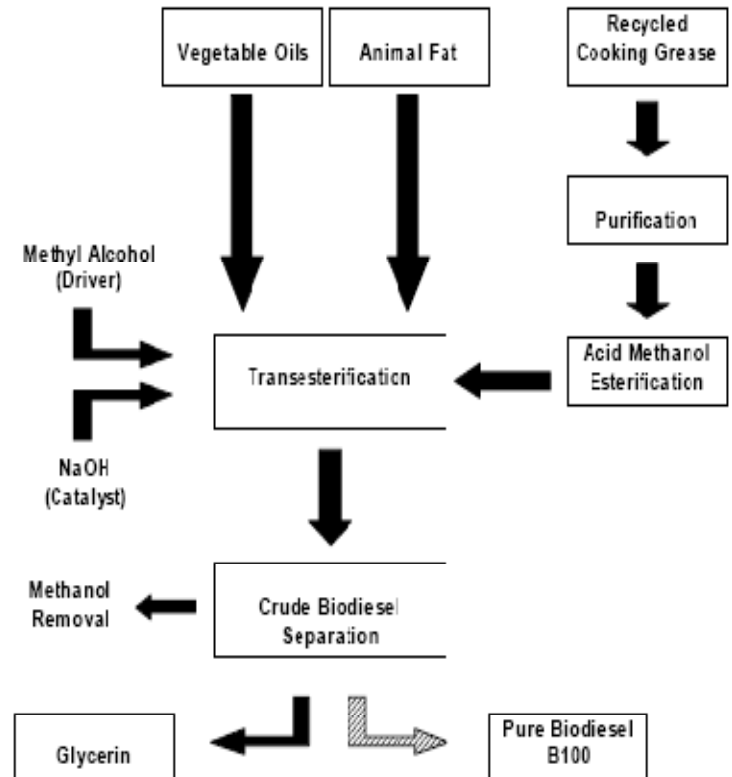 Vegetable Oils
Animal Fat
Recycled
Cooking Grease
Purification
Methyl Alcohol
(Driver)
Transesterification
Acid Methanol
Esterification
NaOH
(Catalyst)
Methanol
Removal
Crude Biodiesel
Separation
Glycerin
Pure Biodiesel
B100